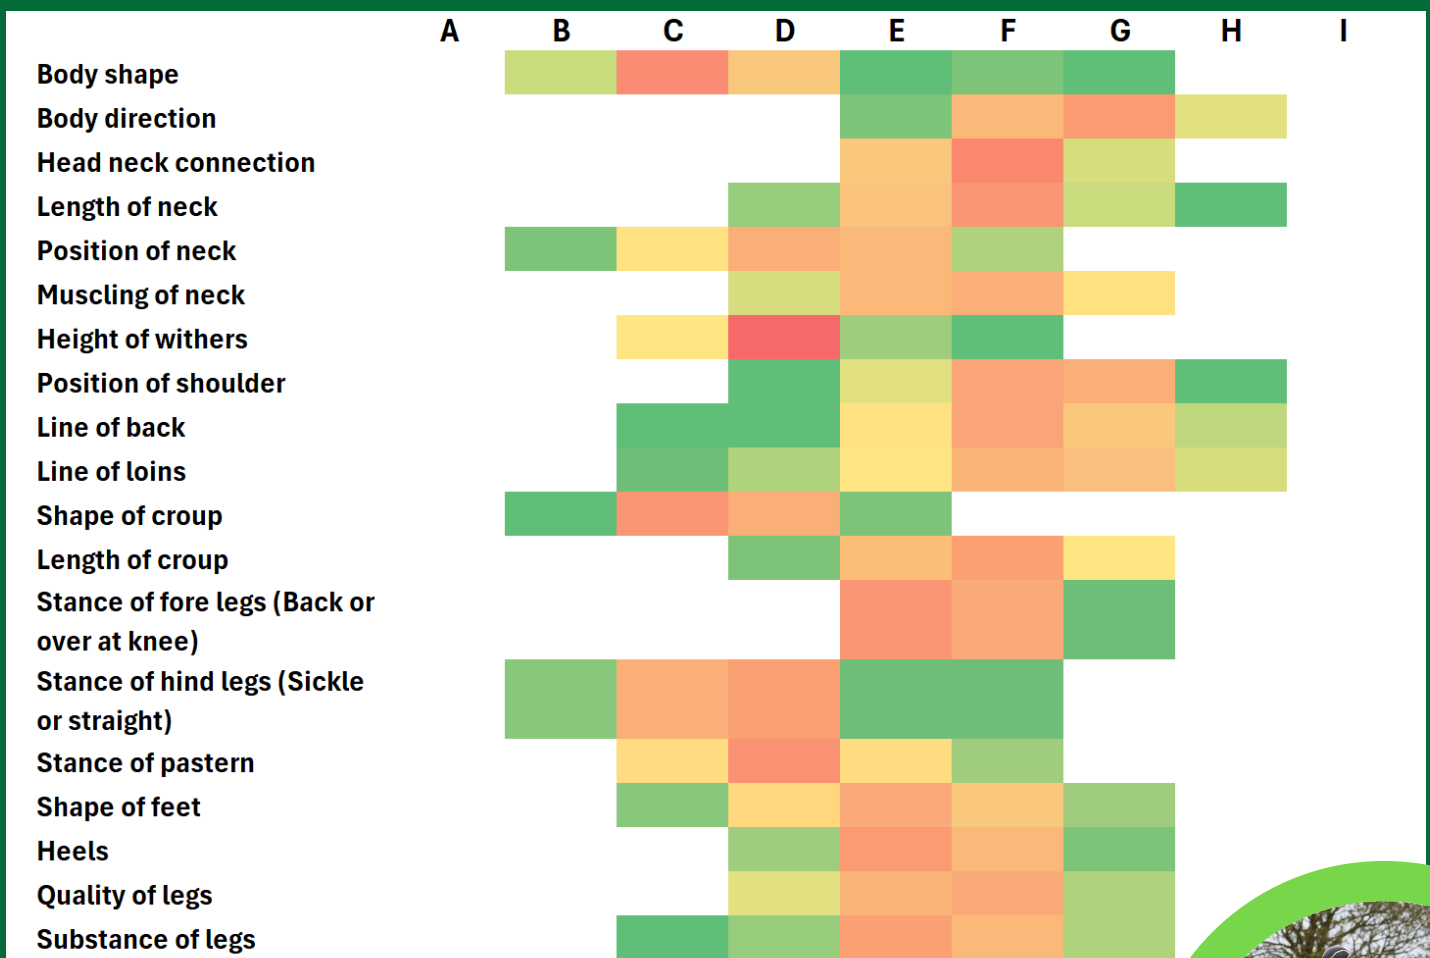 A B C D E F G H I
Body shape
Body direction
Head neck connection
Length of neck
Position of neck
Muscling of neck
Height of withers
Position of shoulder
Line of back
Line of loins
Shape of croup
Length of croup
Stance of fore legs (Back or
over at knee)
Stance of hind legs (Sickle
or straight)
Stance of pastern
Shape of feet
Heels
Quality of legs
Substance of legs